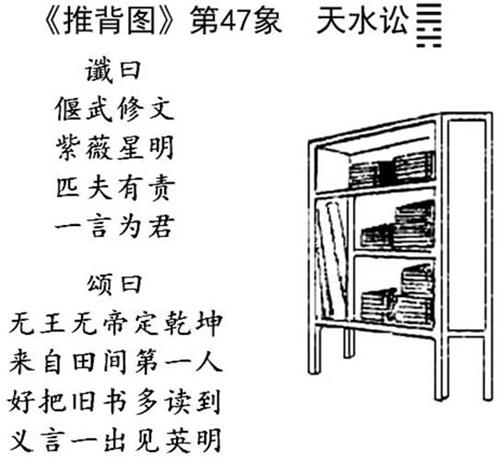 《推背图》第47象 天水讼䷅
谶曰
偃武修文
紫薇星明
匹夫有责
一言为君
颂曰
无王无帝定乾坤
来自田间第一人
好把旧书多读到
义言一出见英明